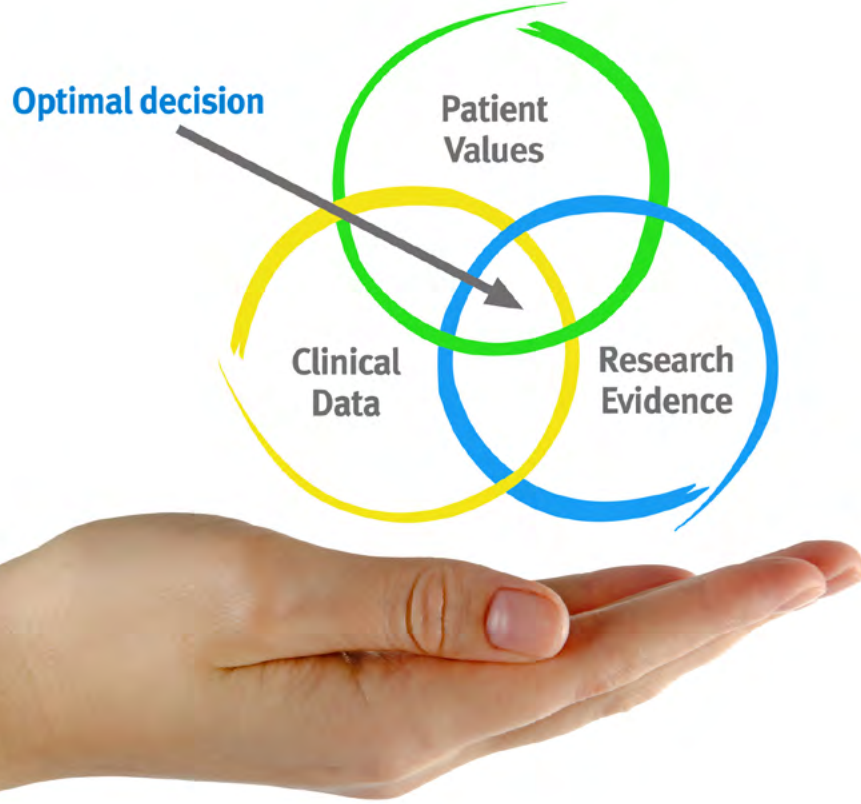 Optimal decision
Patient
Values
Clinical
Data
Research
Evidence